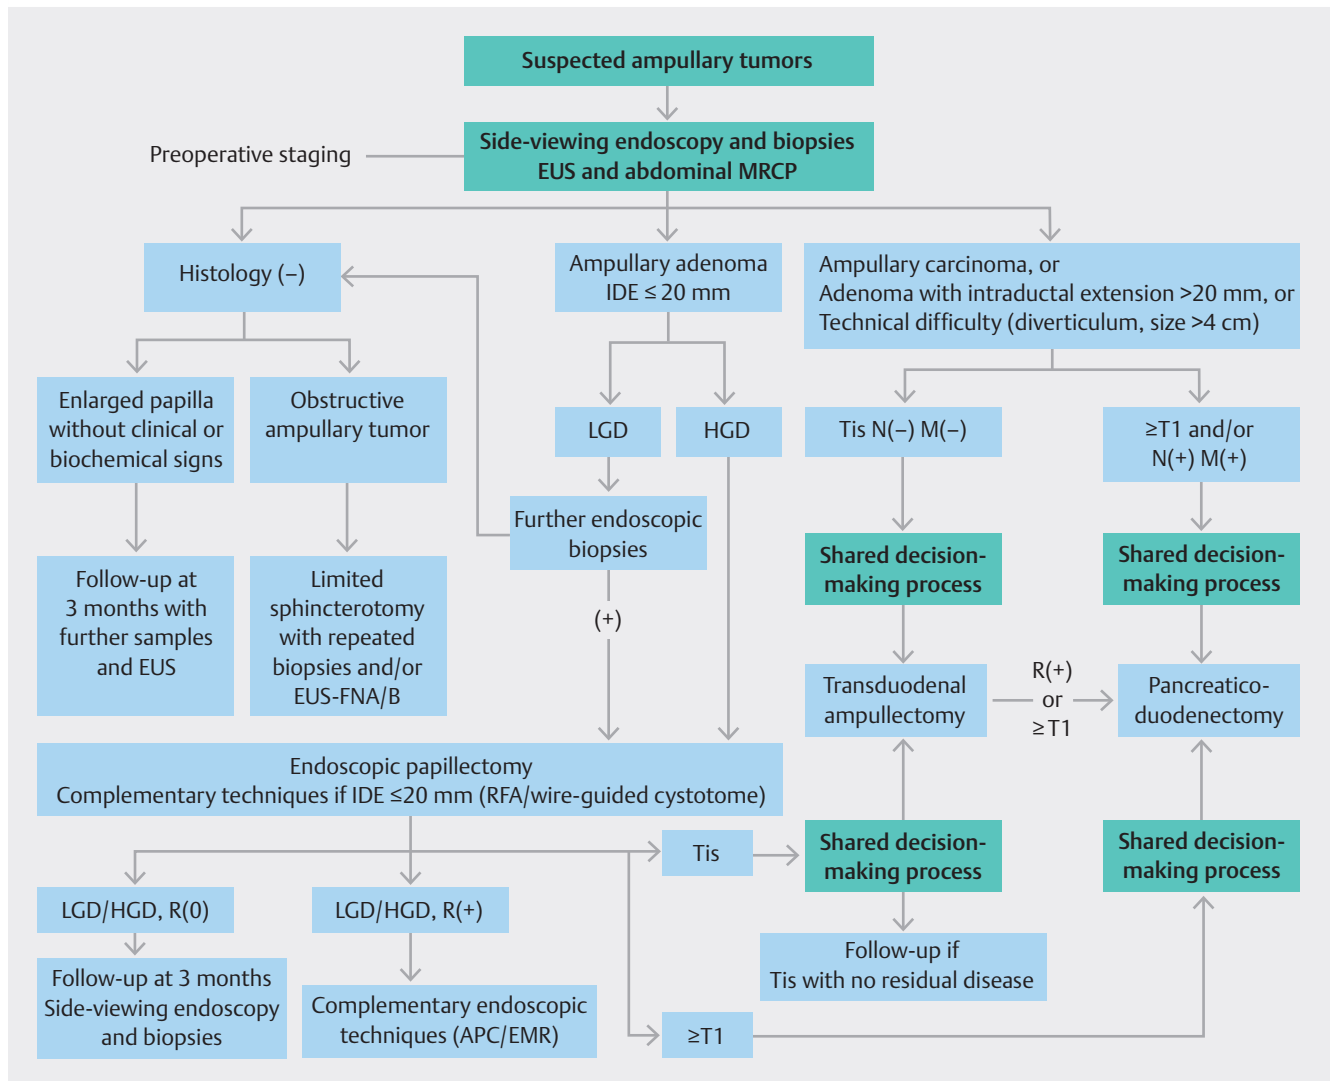 Suspected ampullary tumors
Preoperative staging
Side-viewing endoscopy and biopsies
EUS and abdominal MRCP
Histology (–)
Ampullary adenoma
IDE ≤ 20 mm
Ampullary carcinoma, or
Adenoma with intraductal extension >20 mm, or
Technical difficulty (diverticulum, size >4 cm)
Enlarged papilla
without clinical or
biochemical signs
Obstructive
ampullary tumor
LGD
HGD
Tis N(–) M(–)
≥T1 and/or
N(+) M(+)
Further endoscopic
biopsies
Shared decision-
making process
Shared decision-
making process
Follow-up at
3 months with
further samples
and EUS
Limited
sphincterotomy
with repeated
biopsies and/or
EUS-FNA/B
(+)
Transduodenal
ampullectomy
R(+)
or
≥T1
Pancreatico-
duodenectomy
Endoscopic papillectomy
Complementary techniques if IDE ≤20 mm (RFA/wire-guided cystotome)
Tis
Shared decision-
making process
Shared decision-
making process
LGD/HGD, R(0)
LGD/HGD, R(+)
Follow-up if
Tis with no residual disease
Follow-up at 3 months
Side-viewing endoscopy
and biopsies
Complementary endoscopic
techniques (APC/EMR)
≥T1